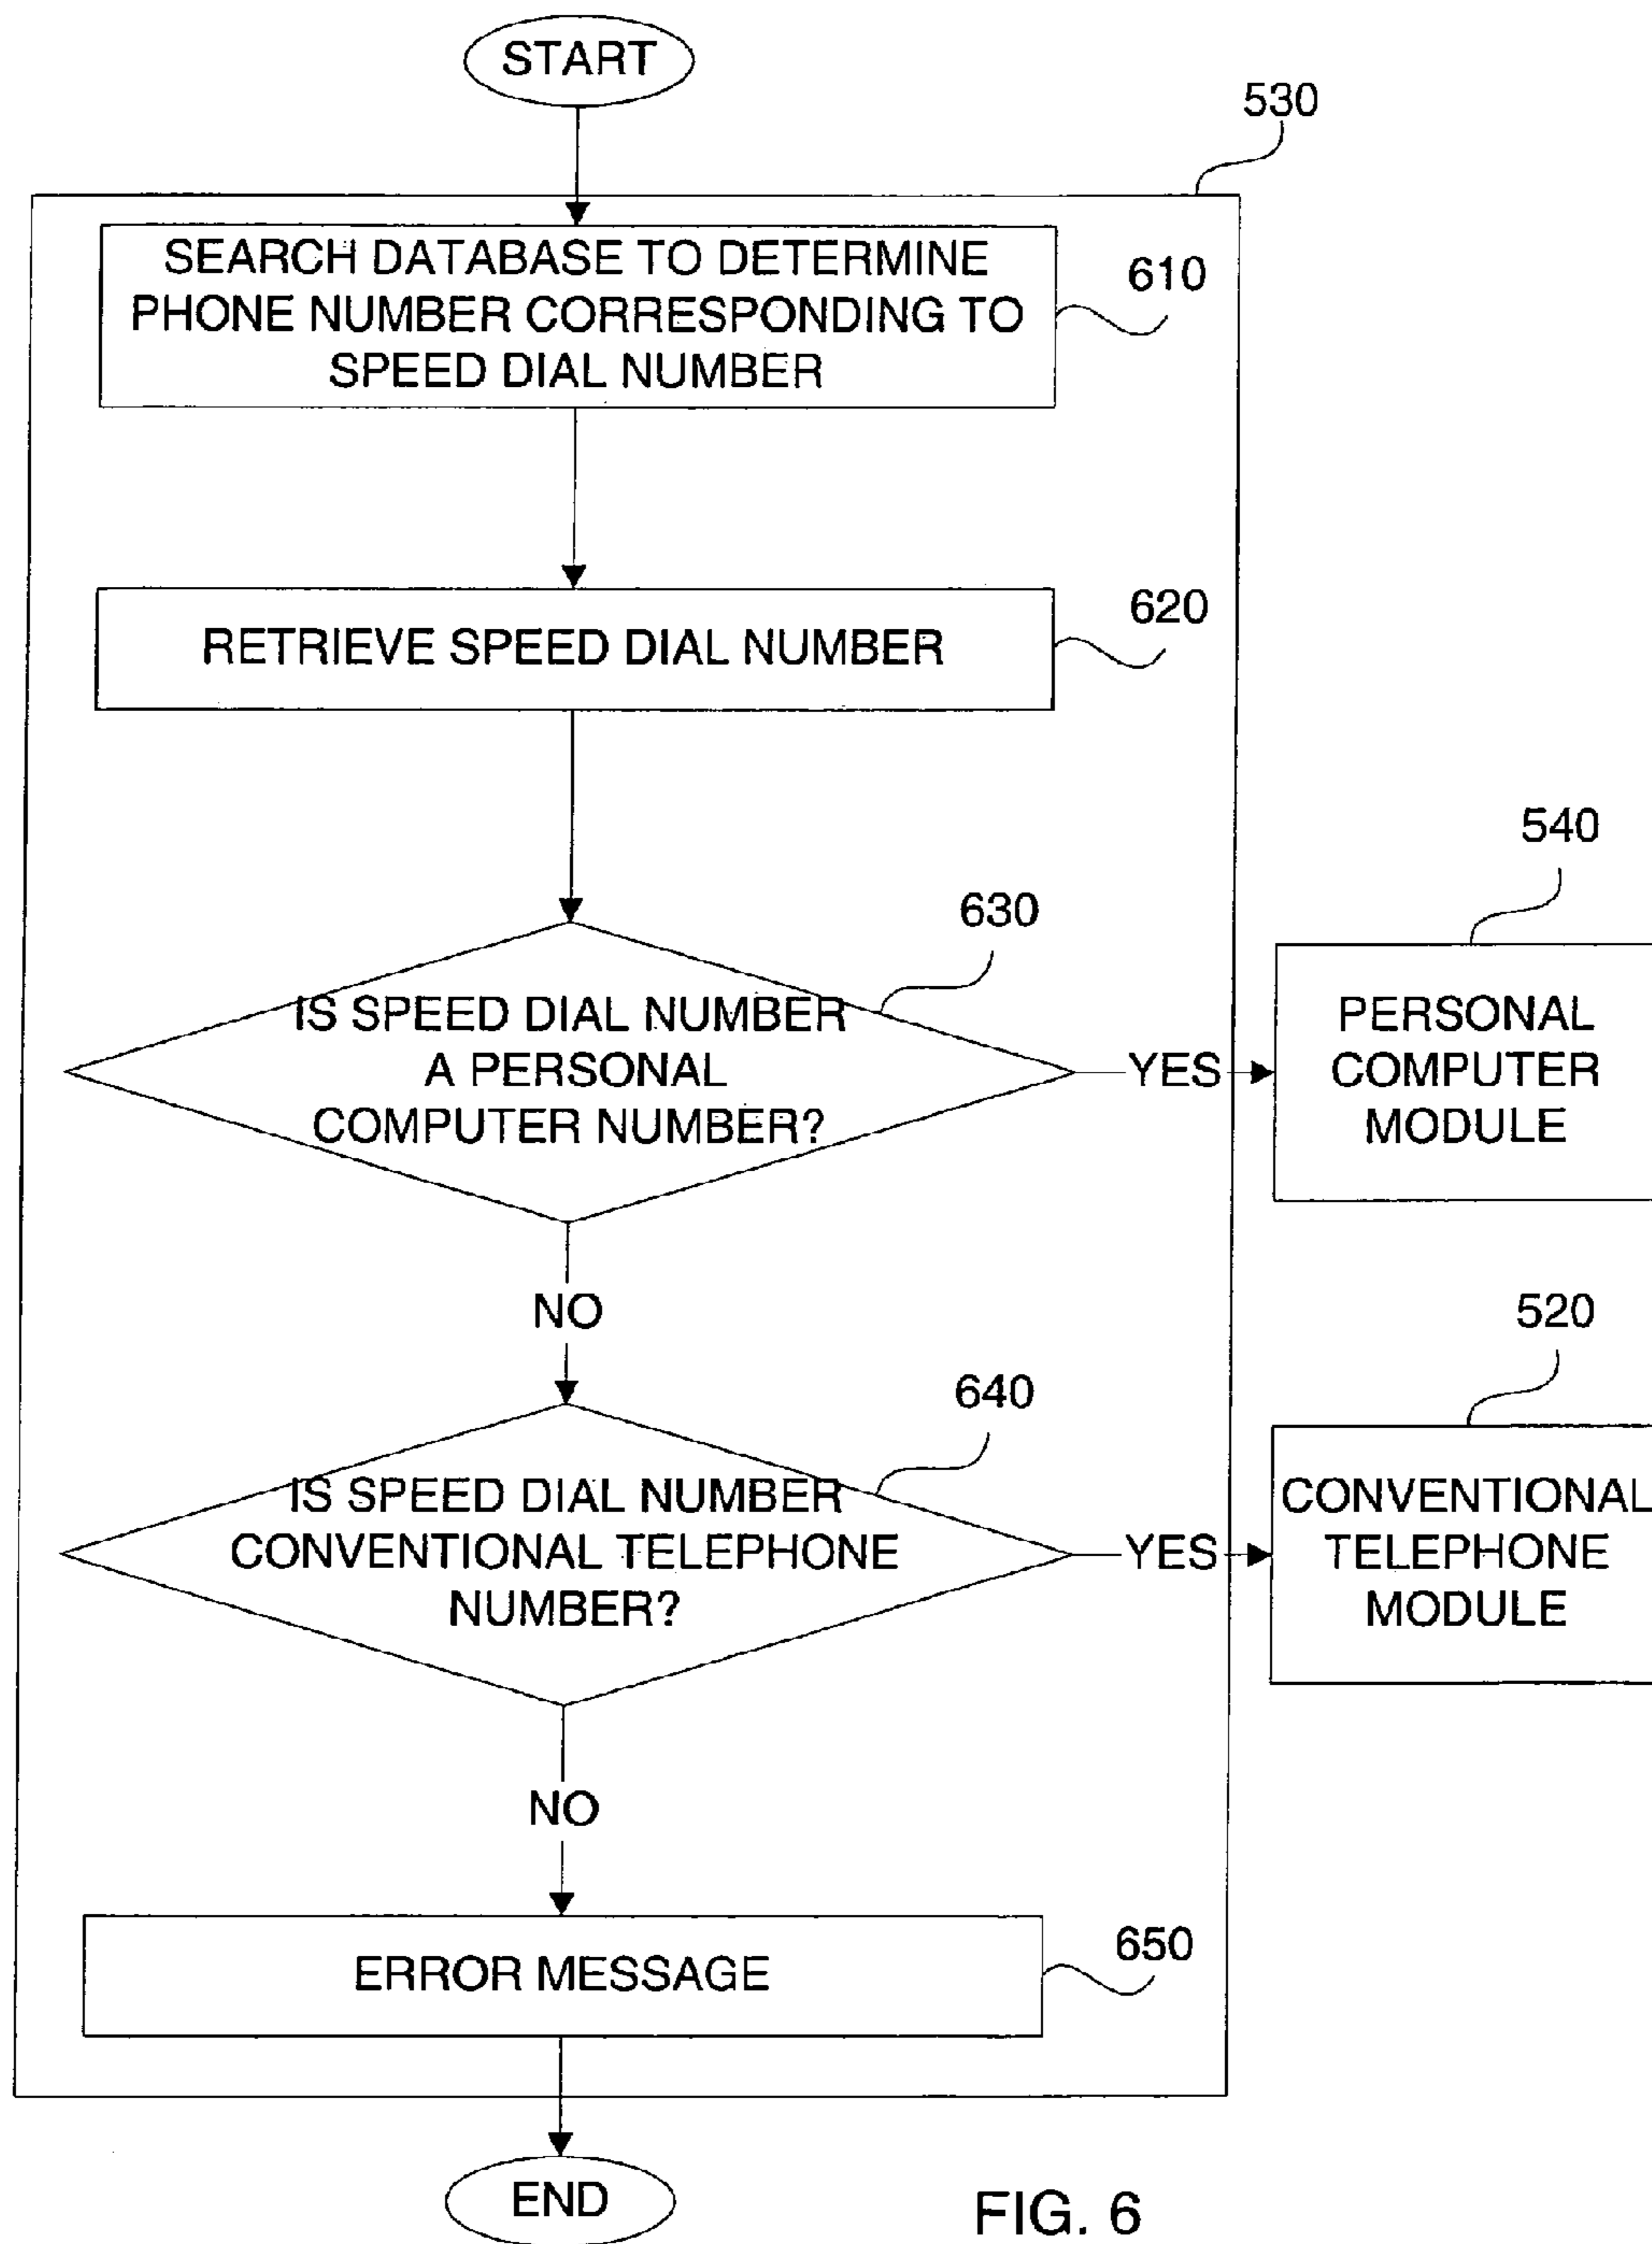 START
530
SEARCH DATABASE TO DETERMINE
PHONE NUMBER CORRESPONDING TO
SPEED DIAL NUMBER
610
RETRIEVE SPEED DIAL NUMBER
620
630
IS SPEED DIAL NUMBER
A PERSONAL
COMPUTER NUMBER?
YES
540
PERSONAL
COMPUTER
MODULE
NO
640
IS SPEED DIAL NUMBER
CONVENTIONAL TELEPHONE
NUMBER?
YES
520
CONVENTIONAL
TELEPHONE
MODULE
NO
ERROR MESSAGE
650
END
FIG. 6